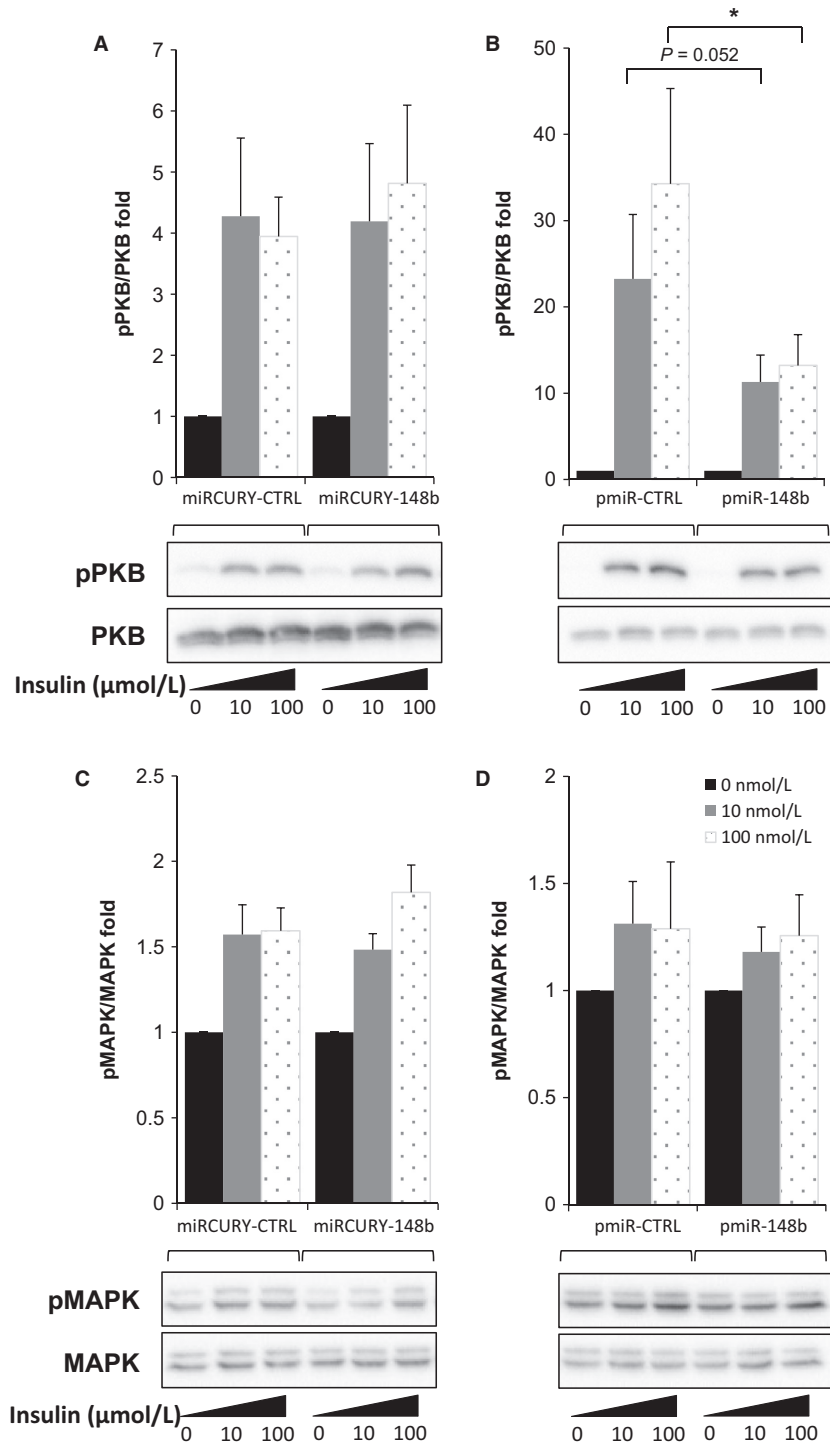 A
pPKB/PKB fold
7
6
5
4
3
2
1
0
miRCURY-CTRL miRCURY-148b
pPKB
PKB
Insulin (µmol/L)
0 10 100 0 10 100
B
*
P = 0.052
pPKB/PKB fold
50
40
30
20
10
0
pmiR-CTRL pmiR-148b
0 10 100 0 10 100
C
pMAPK/MAPK fold
2.5
2
1.5
1
0.5
0
miRCURY-CTRL miRCURY-148b
pMAPK
MAPK
Insulin (µmol/L)
0 10 100 0 10 100
D
pMAPK/MAPK fold
2
1.5
1
0.5
0
0 nmol/L
10 nmol/L
100 nmol/L
pmiR-CTRL pmiR-148b
0 10 100 0 10 100